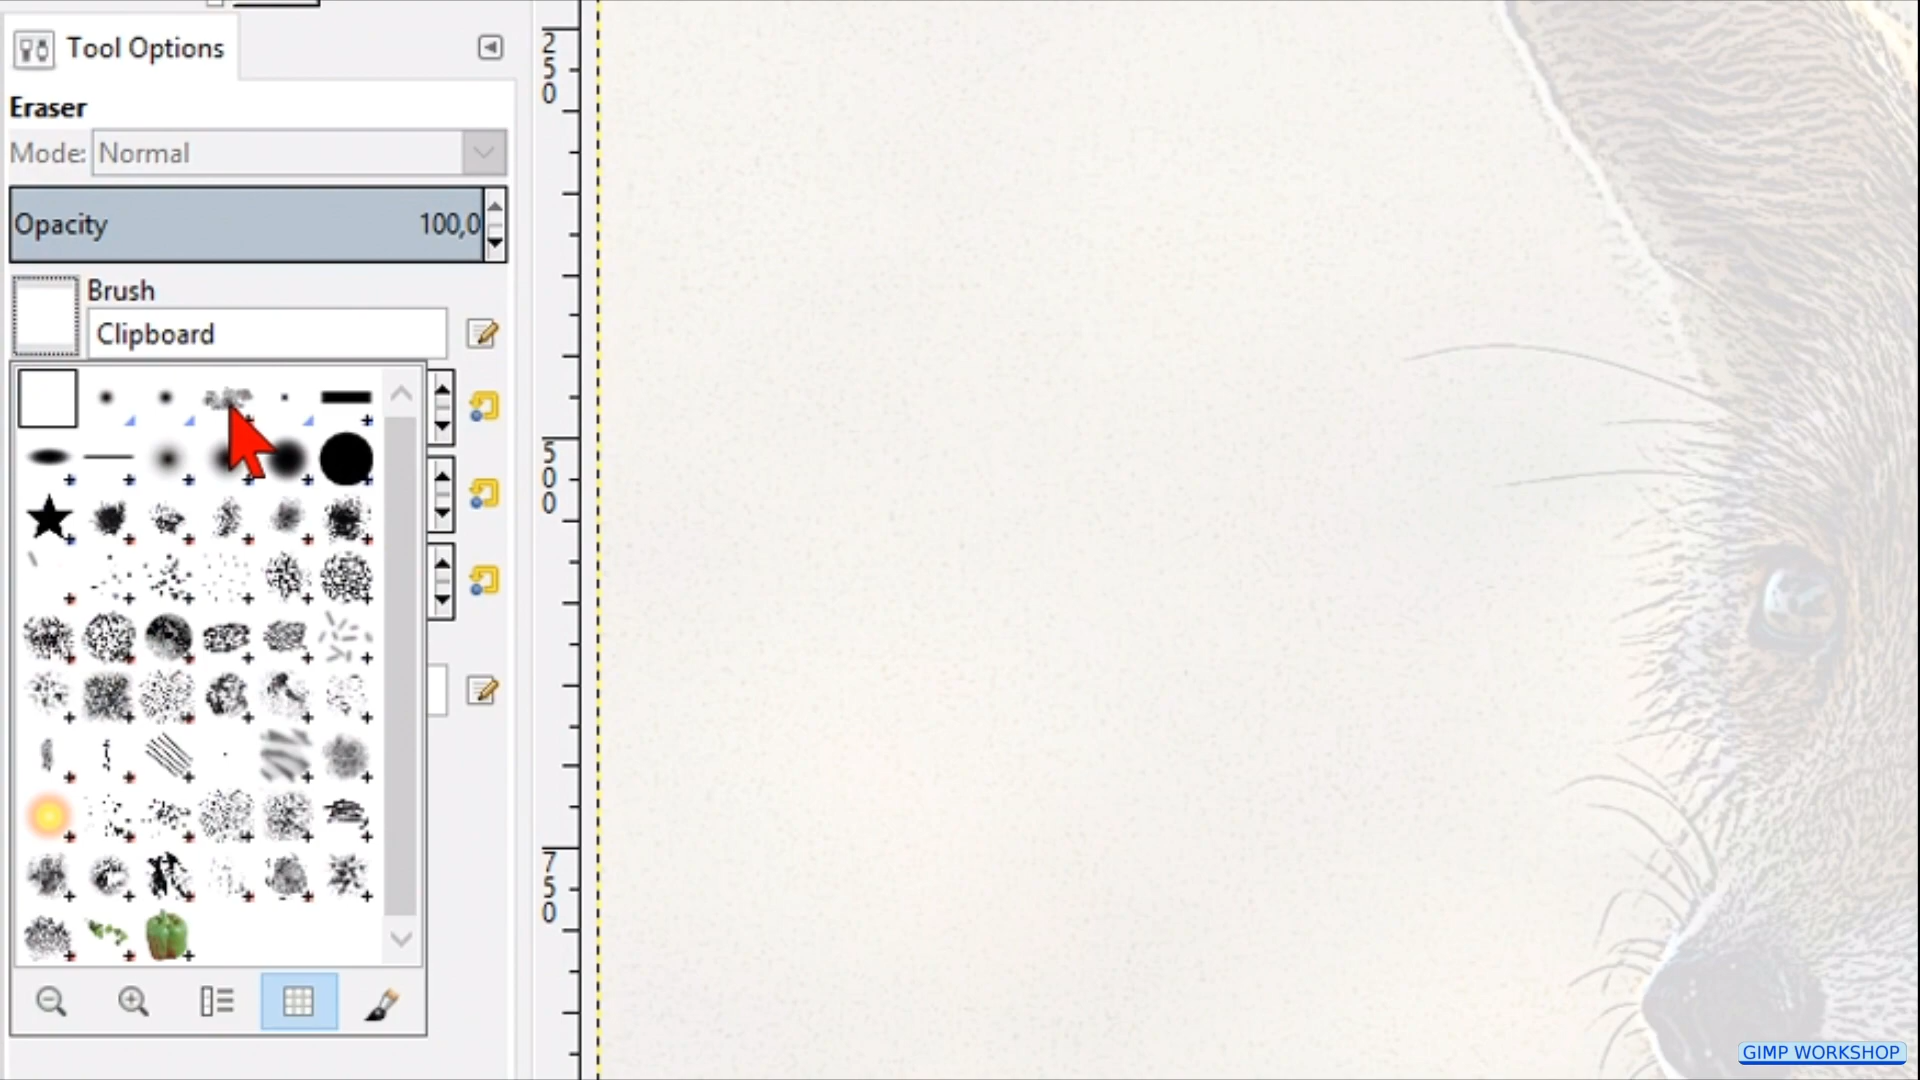 Tool Options
Eraser
Mode: Normal
Opacity 100,0
Brush
Clipboard
250
500
750
GIMP WORKSHOP